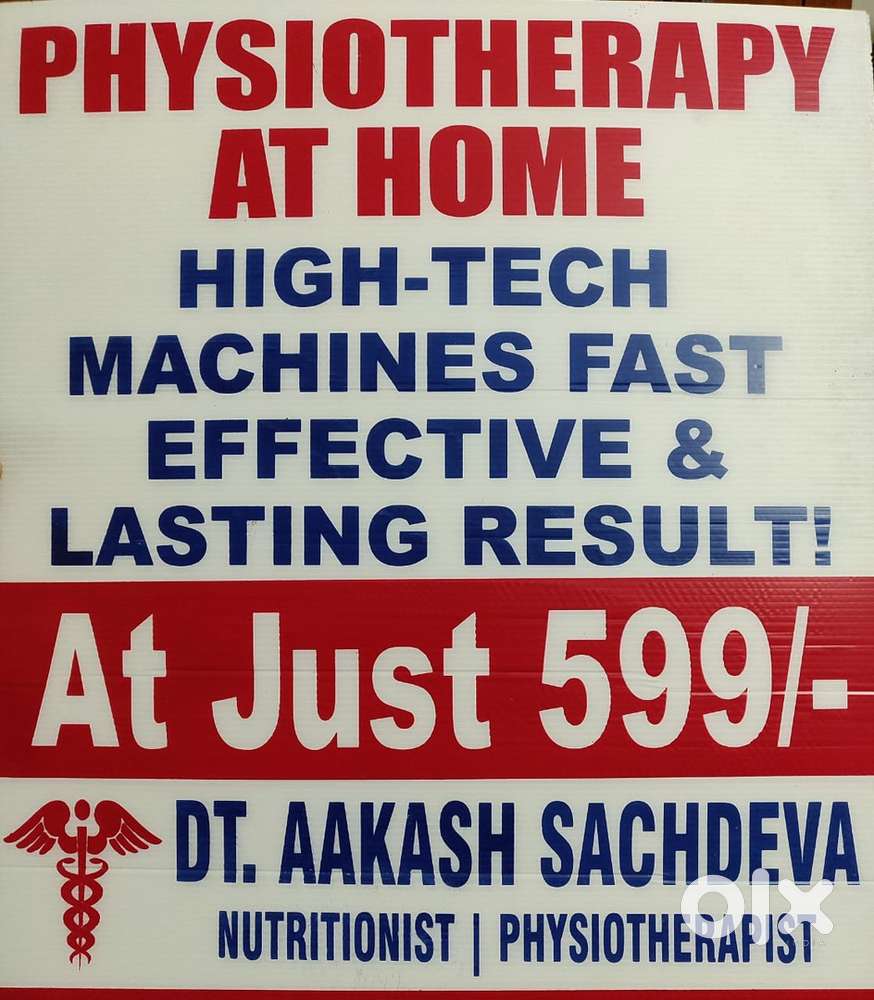 PHYSIOTHERAPY
AT HOME
HIGH-TECH
MACHINES FAST
EFFECTIVE &
LASTING RESULT!
At Just 599/-
DT. AAKASH SACHDEVA
NUTRITIONIST | PHYSIOTHERAPIST
olx
INDIA